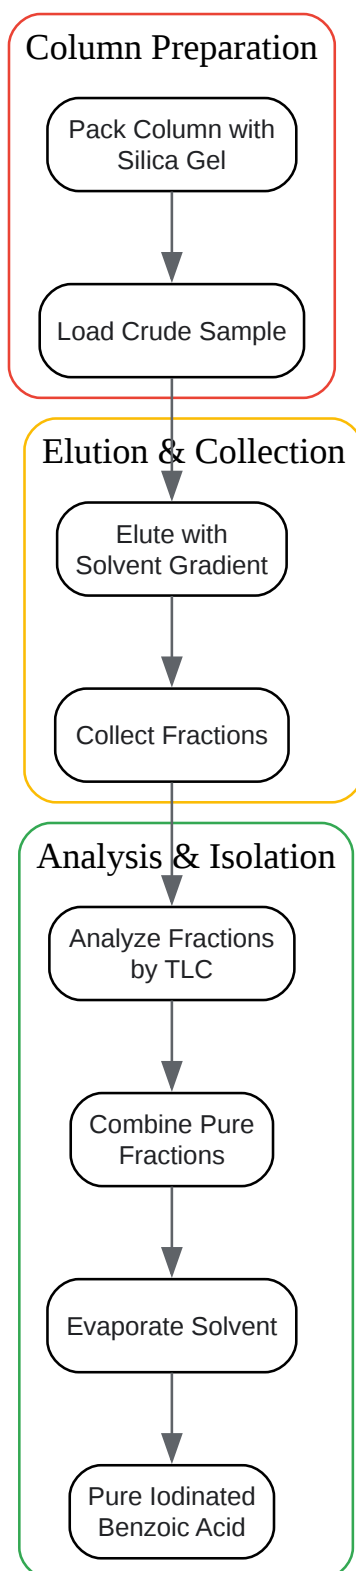 Column Preparation
Pack Column with
Silica Gel
Load Crude Sample
Elution & Collection
Elute with
Solvent Gradient
Collect Fractions
Analysis & Isolation
Analyze Fractions
by TLC
Combine Pure
Fractions
Evaporate Solvent
Pure Iodinated
Benzoic Acid